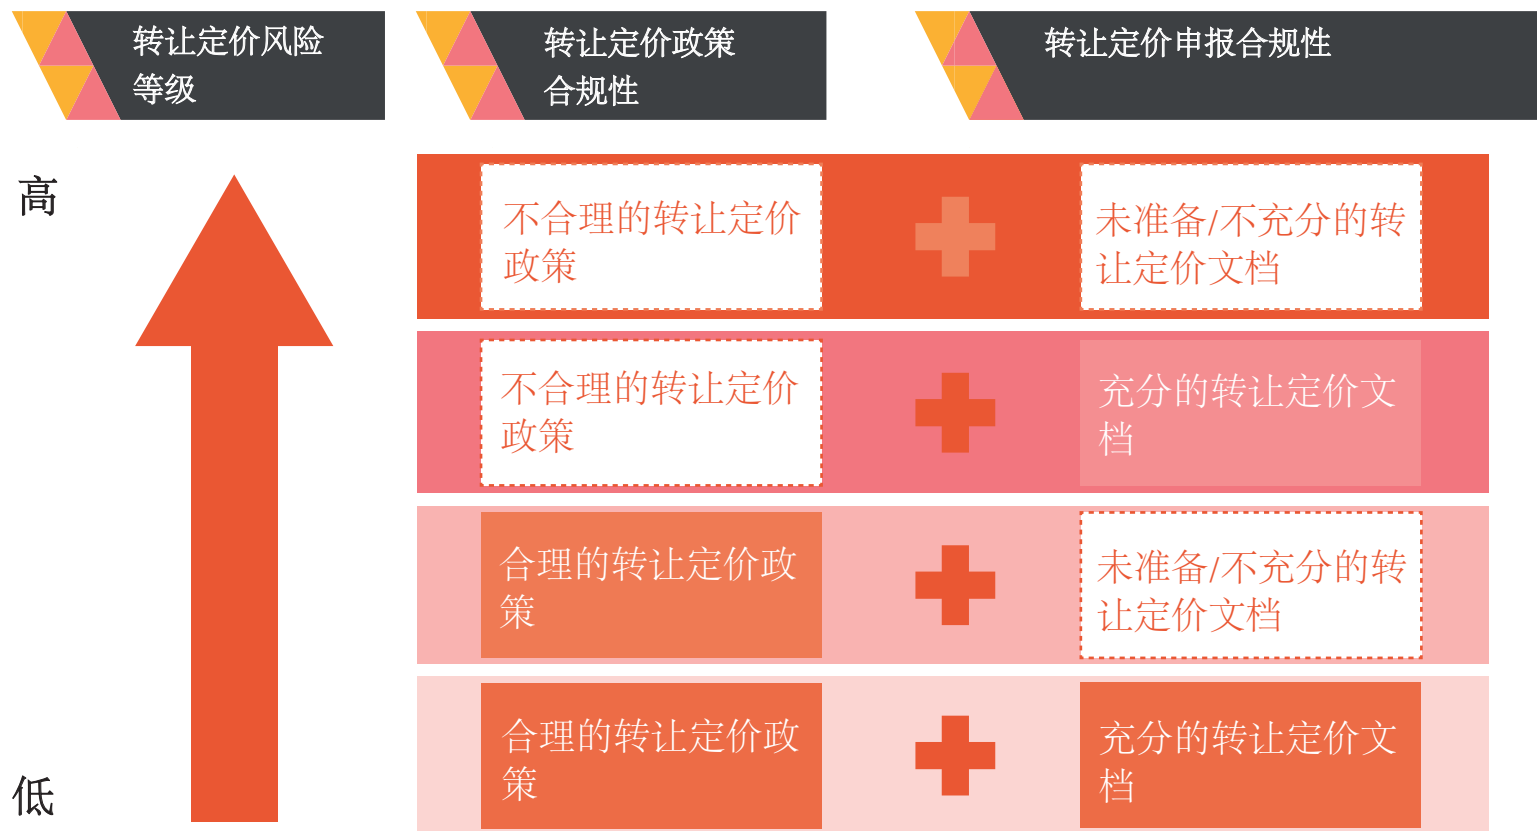 转让定价风险
等级
转让定价政策
合规性
转让定价申报合规性
高
不合理的转让定价
政策
未准备/不充分的转
让定价文档
不合理的转让定价
政策
充分的转让定价文
档
合理的转让定价政
策
未准备/不充分的转
让定价文档
合理的转让定价政
策
充分的转让定价文
档
低